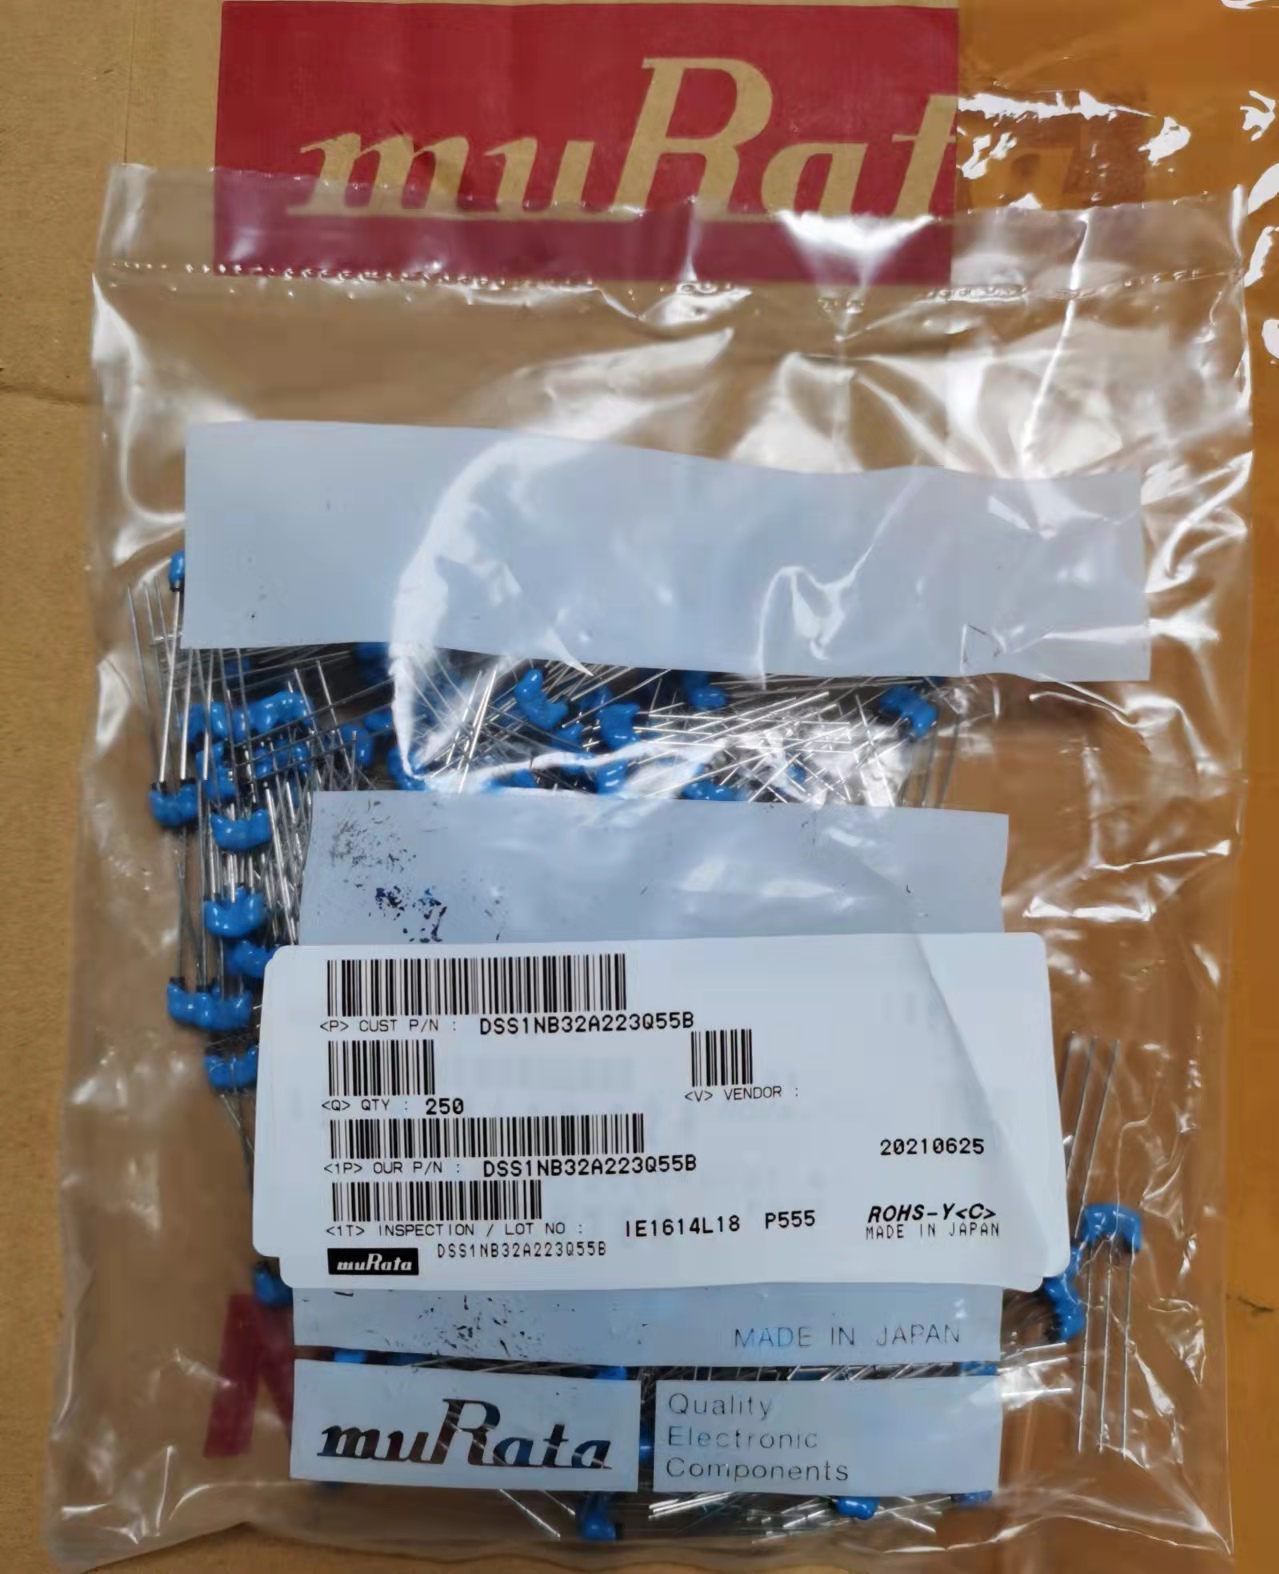 muRata
<P> CUST P/N : DSS1NB32A223Q55B
<Q> QTY : 250
<V> VENDOR :
<1P> OUR P/N : DSS1NB32A223Q55B
20210625
<1T> INSPECTION / LOT NO : IE1614L18 P555
ROHS-Y<C>
MADE IN JAPAN
muRata DSS1NB32A223Q55B
MADE IN JAPAN
muRata
Quality
Electronic
Components